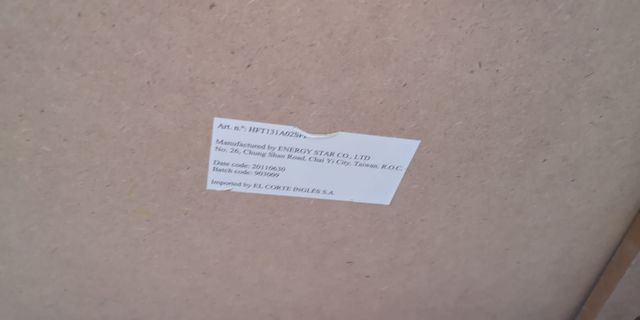 Art. n.º: HFT131A02
Manufactured by ENERGY STAR CO., LTD
No. 26, Chung Shan Road, Chai Yi City, Taiwan, R.O.C.
Date code: 20110630
Batch code: 903009
Imported by EL CORTE INGLÉS S.A.